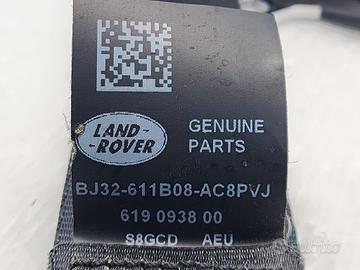 LAND-
ROVER
GENUINE
PARTS
BJ32-611B08-AC8PVJ
619 0938 00
S8GCD AEU